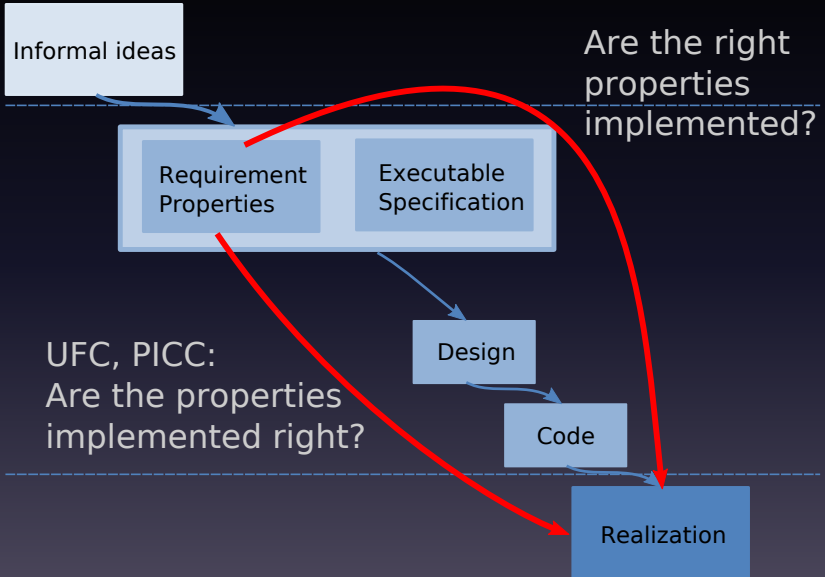 Informal ideas
Are the right
properties
implemented?
Requirement
Properties
Executable
Specification
Design
UFC, PICC:
Are the properties
implemented right?
Code
Realization